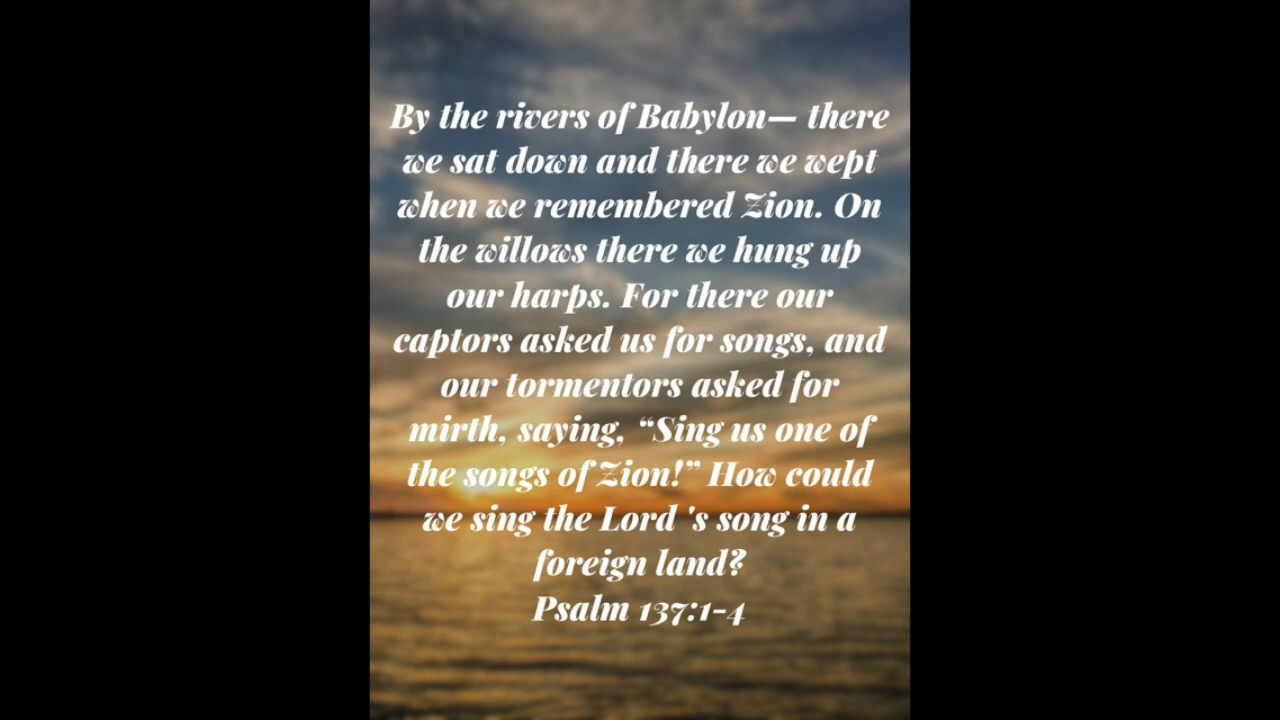 By the rivers of Babylon— there
we sat down and there we wept
when we remembered Zion. On
the willows there we hung up
our harps. For there our
captors asked us for songs, and
our tormentors asked for
mirth, saying, “Sing us one of
the songs of Zion!” How could
we sing the Lord 's song in a
foreign land?
Psalm 137:1-4